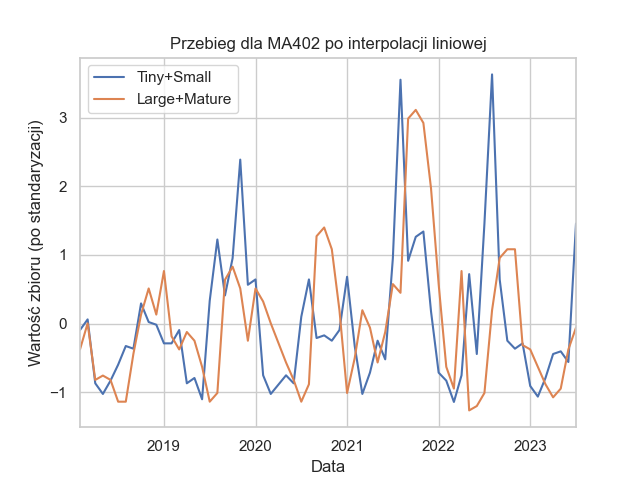 Przebieg dla MA402 po interpolacji liniowej
Tiny+Small
Large+Mature
Wartość zbioru (po standaryzacji)
3
2
1
0
−1
2019 2020 2021 2022 2023
Data